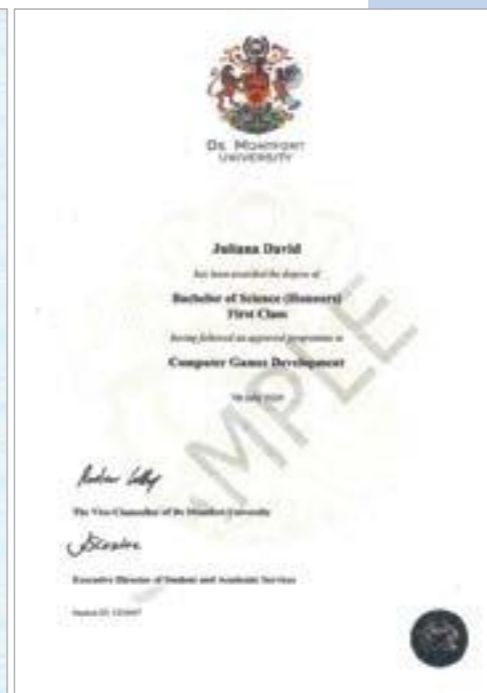 DE MONTFORT
UNIVERSITY
Juliana David
has been awarded the degree of
Bachelor of Science (Honours)
First Class
having followed an approved programme in
Computer Games Development
July
The Vice-Chancellor of De Montfort University
Executive Director of Student and Academic Services
SAMPLE